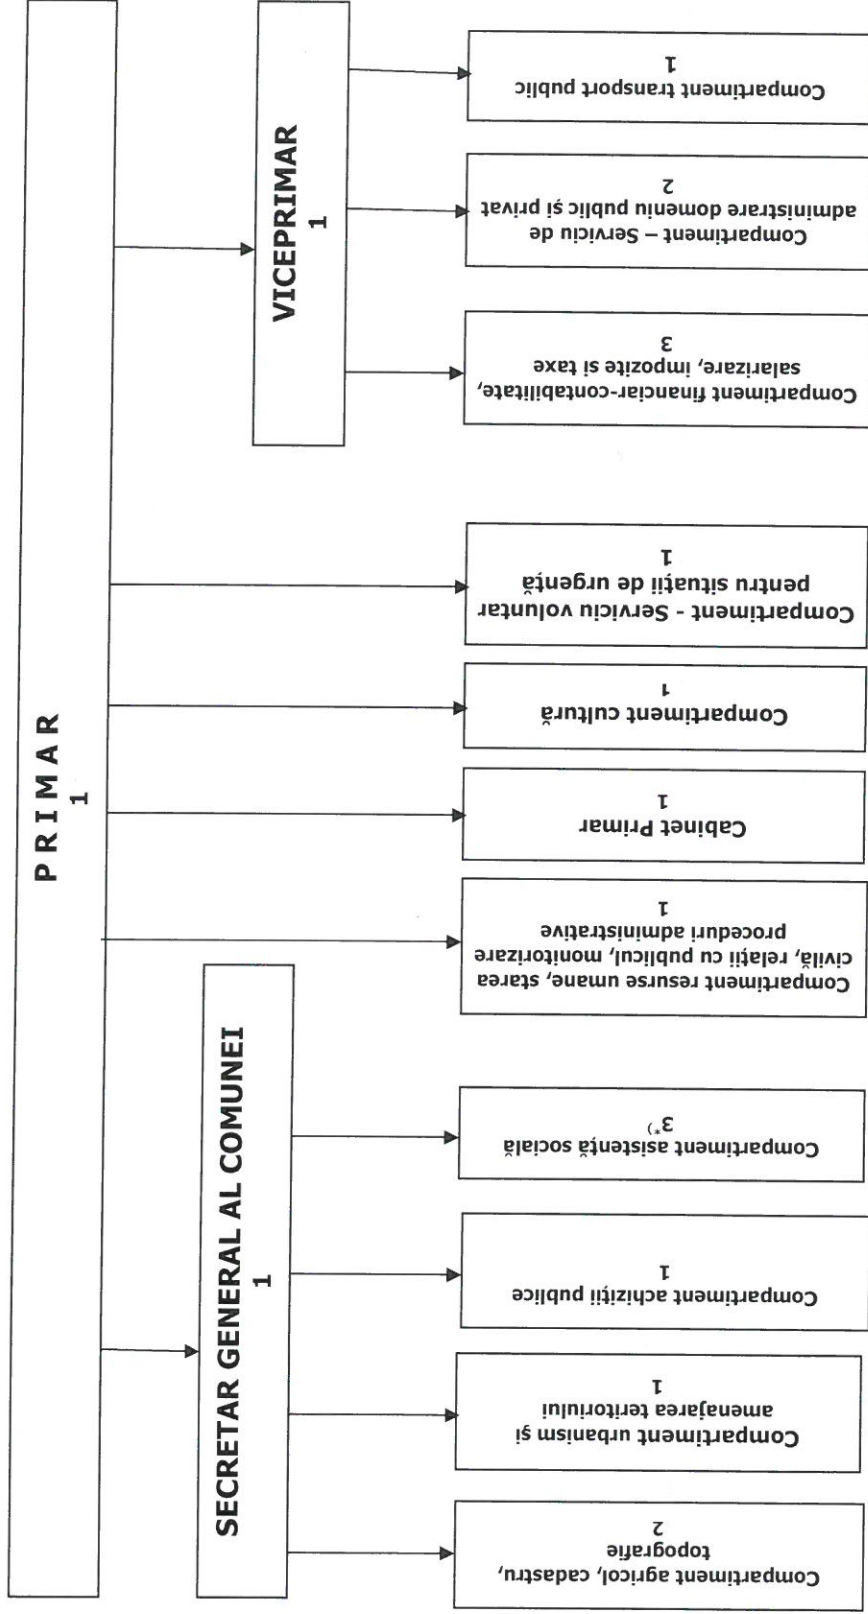 PRIMAR
1
SECRETAR GENERAL AL COMUNEI
1
VICEPRIMAR
1
Compartiment agricol, cadastru,
topografie
2
Compartiment urbanism și
amenajarea teritoriului
1
Compartiment achiziții publice
1
Compartiment asistență socială
3*)
Compartiment resurse umane, starea
civilă, relații cu publicul, monitorizare
proceduri administrative
1
Cabinet Primar
1
Compartiment cultură
1
Compartiment - Serviciu voluntar
pentru situații de urgență
1
Compartiment financiar-contabilitate,
salarizare, impozite si taxe
3
Compartiment – Serviciu de
administrare domeniu public și privat
2
Compartiment transport public
1